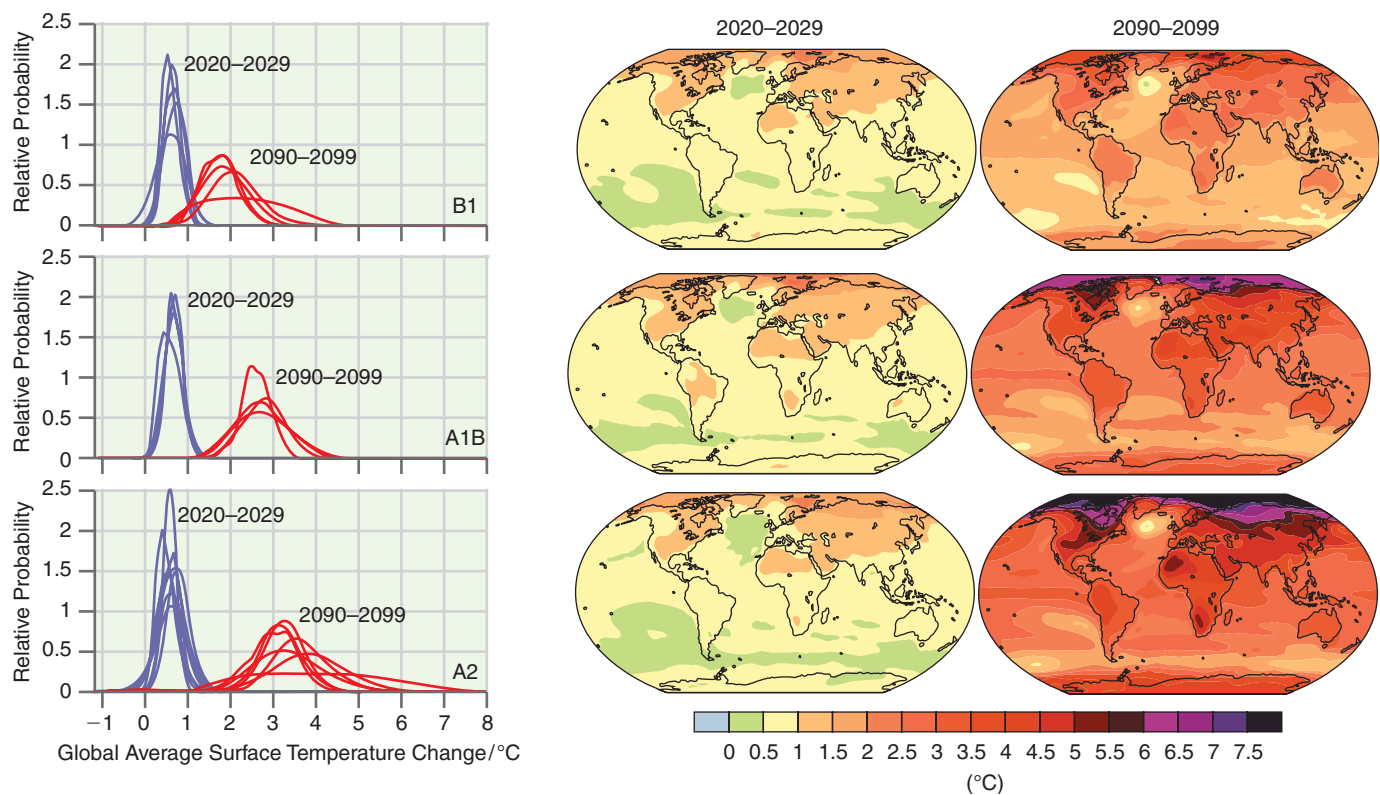 2.5
2
1.5
1
0.5
0
Relative Probability
2020–2029
2090–2099
B1
2.5
2
1.5
1
0.5
0
Relative Probability
2020–2029
2090–2099
A1B
2.5
2
1.5
1
0.5
0
Relative Probability
2020–2029
2090–2099
A2
−1 0 1 2 3 4 5 6 7 8
Global Average Surface Temperature Change/°C
2020–2029 2090–2099
0 0.5 1 1.5 2 2.5 3 3.5 4 4.5 5 5.5 6 6.5 7 7.5
(°C)